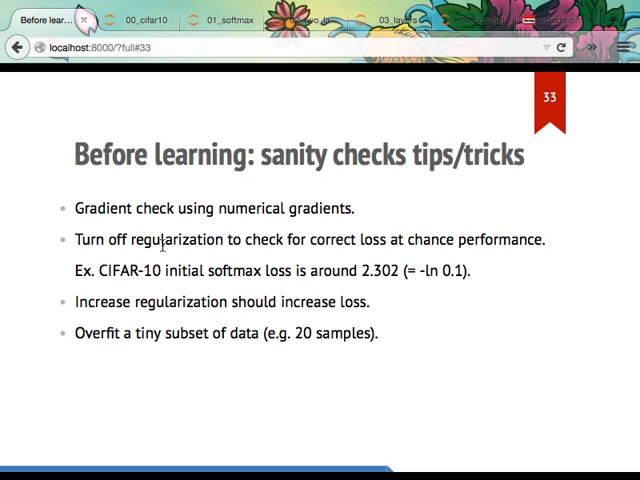 Before lear...
00_cifar10
01_softmax
03_layers
localhost:8000/?full#33
33
Before learning: sanity checks tips/tricks
Gradient check using numerical gradients.
Turn off regularization to check for correct loss at chance performance.
Ex. CIFAR-10 initial softmax loss is around 2.302 (= -ln 0.1).
Increase regularization should increase loss.
Overfit a tiny subset of data (e.g. 20 samples).